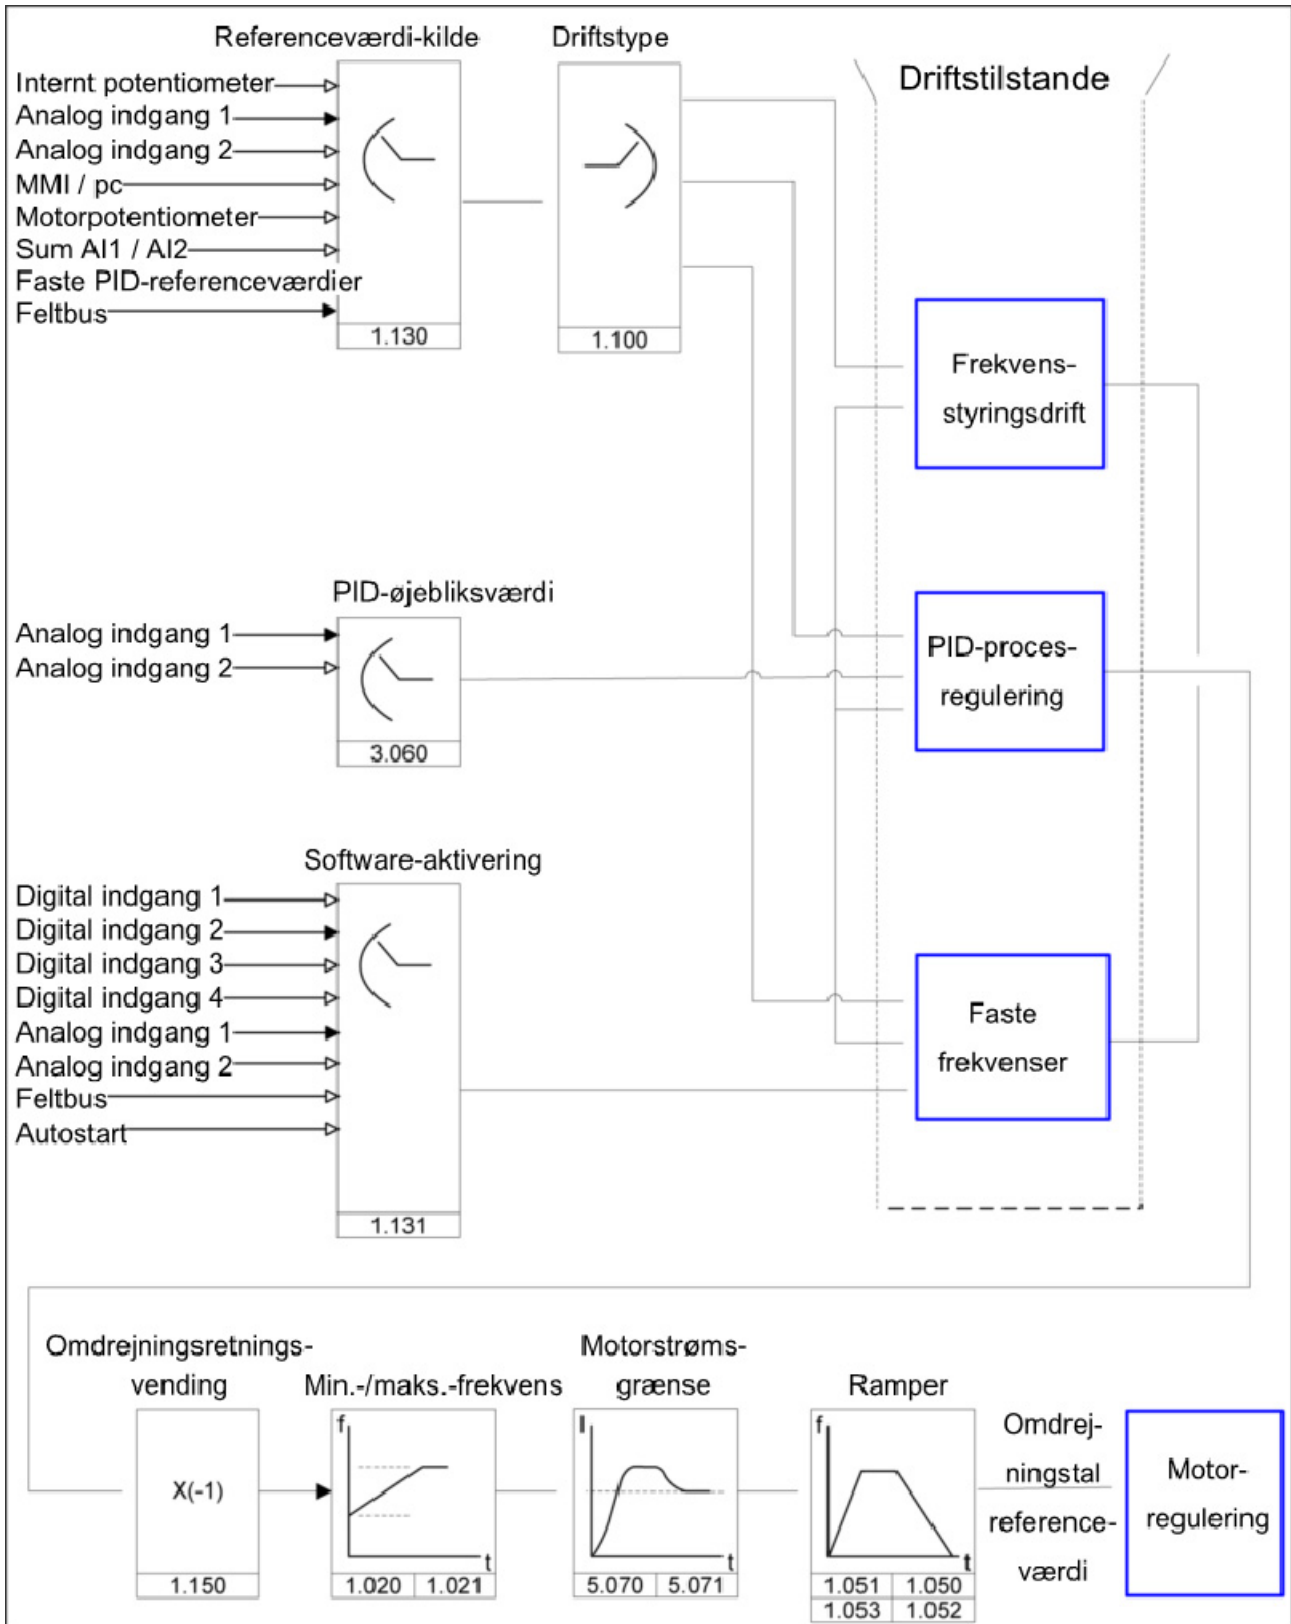 Referenceværdi-kilde
Driftstype
Driftstilstande
Internt potentiometer
Analog indgang 1
Analog indgang 2
MMI / pc
Motorpotentiometer
Sum AI1 / AI2
Faste PID-referenceværdier
Feltbus
1.130
1.100
Frekvens-
styringsdrift
PID-øjebliksværdi
Analog indgang 1
Analog indgang 2
3.060
PID-proces-
regulering
Software-aktivering
Digital indgang 1
Digital indgang 2
Digital indgang 3
Digital indgang 4
Analog indgang 1
Analog indgang 2
Feltbus
Autostart
1.131
Faste
frekvenser
Omdrejningsretnings-
vending
X(-1)
1.150
Min.-/maks.-frekvens
f
t
1.020 1.021
Motorstrøms-
grænse
I
t
5.070 5.071
Ramper
f
t
1.051 1.050
1.053 1.052
Omdrej-
ningstal
reference-
værdi
Motor-
regulering